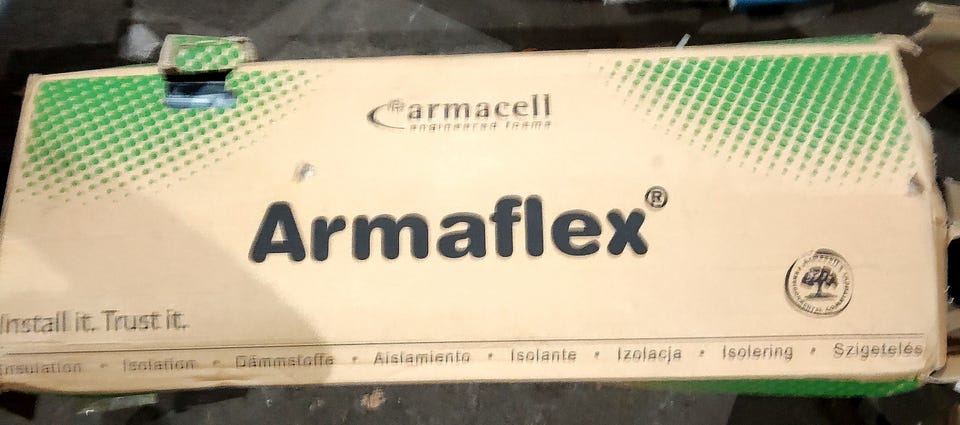 armacell
engineered foams
Armaflex®
Install it. Trust it.
Insulation • Isolation • Dämmstoffe • Aislamiento • Isolante • Izolacja • Isolering • Szigetelés